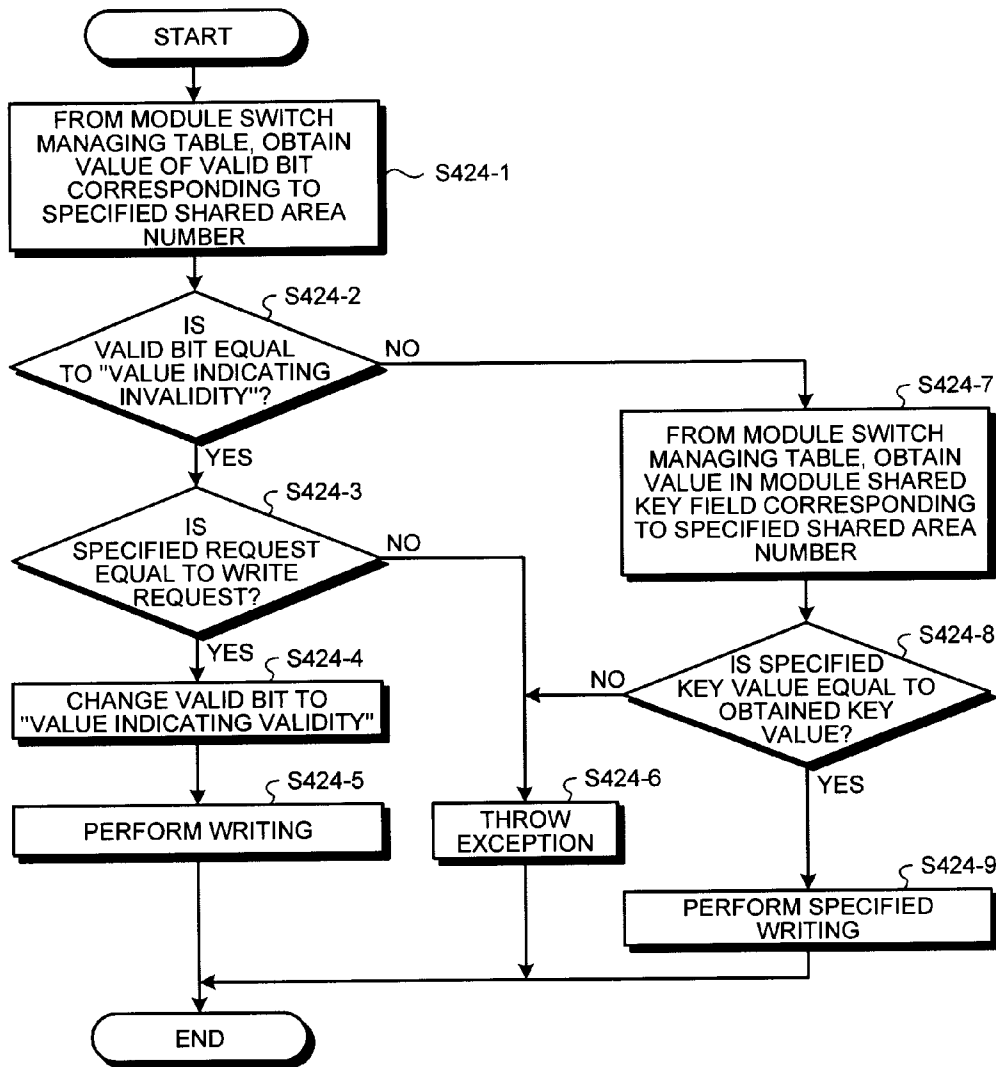 START
FROM MODULE SWITCH
MANAGING TABLE, OBTAIN
VALUE OF VALID BIT
CORRESPONDING TO
SPECIFIED SHARED AREA
NUMBER
S424-1
S424-2
IS
VALID BIT EQUAL
TO "VALUE INDICATING
INVALIDITY"?
NO
YES
S424-7
FROM MODULE SWITCH
MANAGING TABLE, OBTAIN
VALUE IN MODULE SHARED
KEY FIELD CORRESPONDING
TO SPECIFIED SHARED AREA
NUMBER
S424-3
IS
SPECIFIED REQUEST
EQUAL TO WRITE
REQUEST?
NO
YES
S424-8
IS SPECIFIED
KEY VALUE EQUAL TO
OBTAINED KEY
VALUE?
NO
YES
S424-4
CHANGE VALID BIT TO
"VALUE INDICATING VALIDITY"
S424-5
PERFORM WRITING
S424-6
THROW
EXCEPTION
S424-9
PERFORM SPECIFIED
WRITING
END